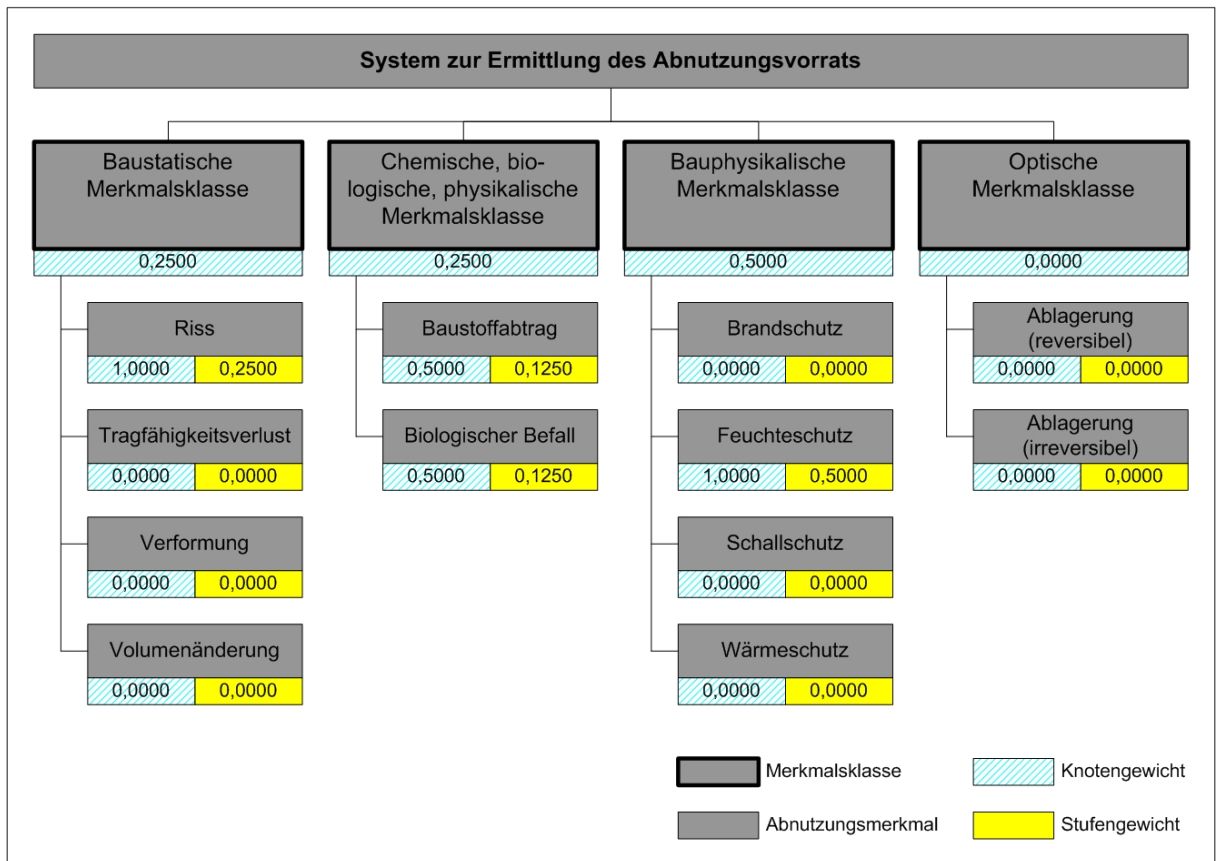 System zur Ermittlung des Abnutzungsvorrats
Baustatische
Merkmalsklasse
0,2500
Riss
1,0000 0,2500
Tragfähigkeitsverlust
0,0000 0,0000
Verformung
0,0000 0,0000
Volumenänderung
0,0000 0,0000
Chemische, bio-
logische, physikalische
Merkmalsklasse
0,2500
Baustoffabtrag
0,5000 0,1250
Biologischer Befall
0,5000 0,1250
Bauphysikalische
Merkmalsklasse
0,5000
Brandschutz
0,0000 0,0000
Feuchteschutz
1,0000 0,5000
Schallschutz
0,0000 0,0000
Wärmeschutz
0,0000 0,0000
Optische
Merkmalsklasse
0,0000
Ablagerung
(reversibel)
0,0000 0,0000
Ablagerung
(irreversibel)
0,0000 0,0000
Merkmalsklasse
Knotengewicht
Abnutzungsmerkmal
Stufengewicht